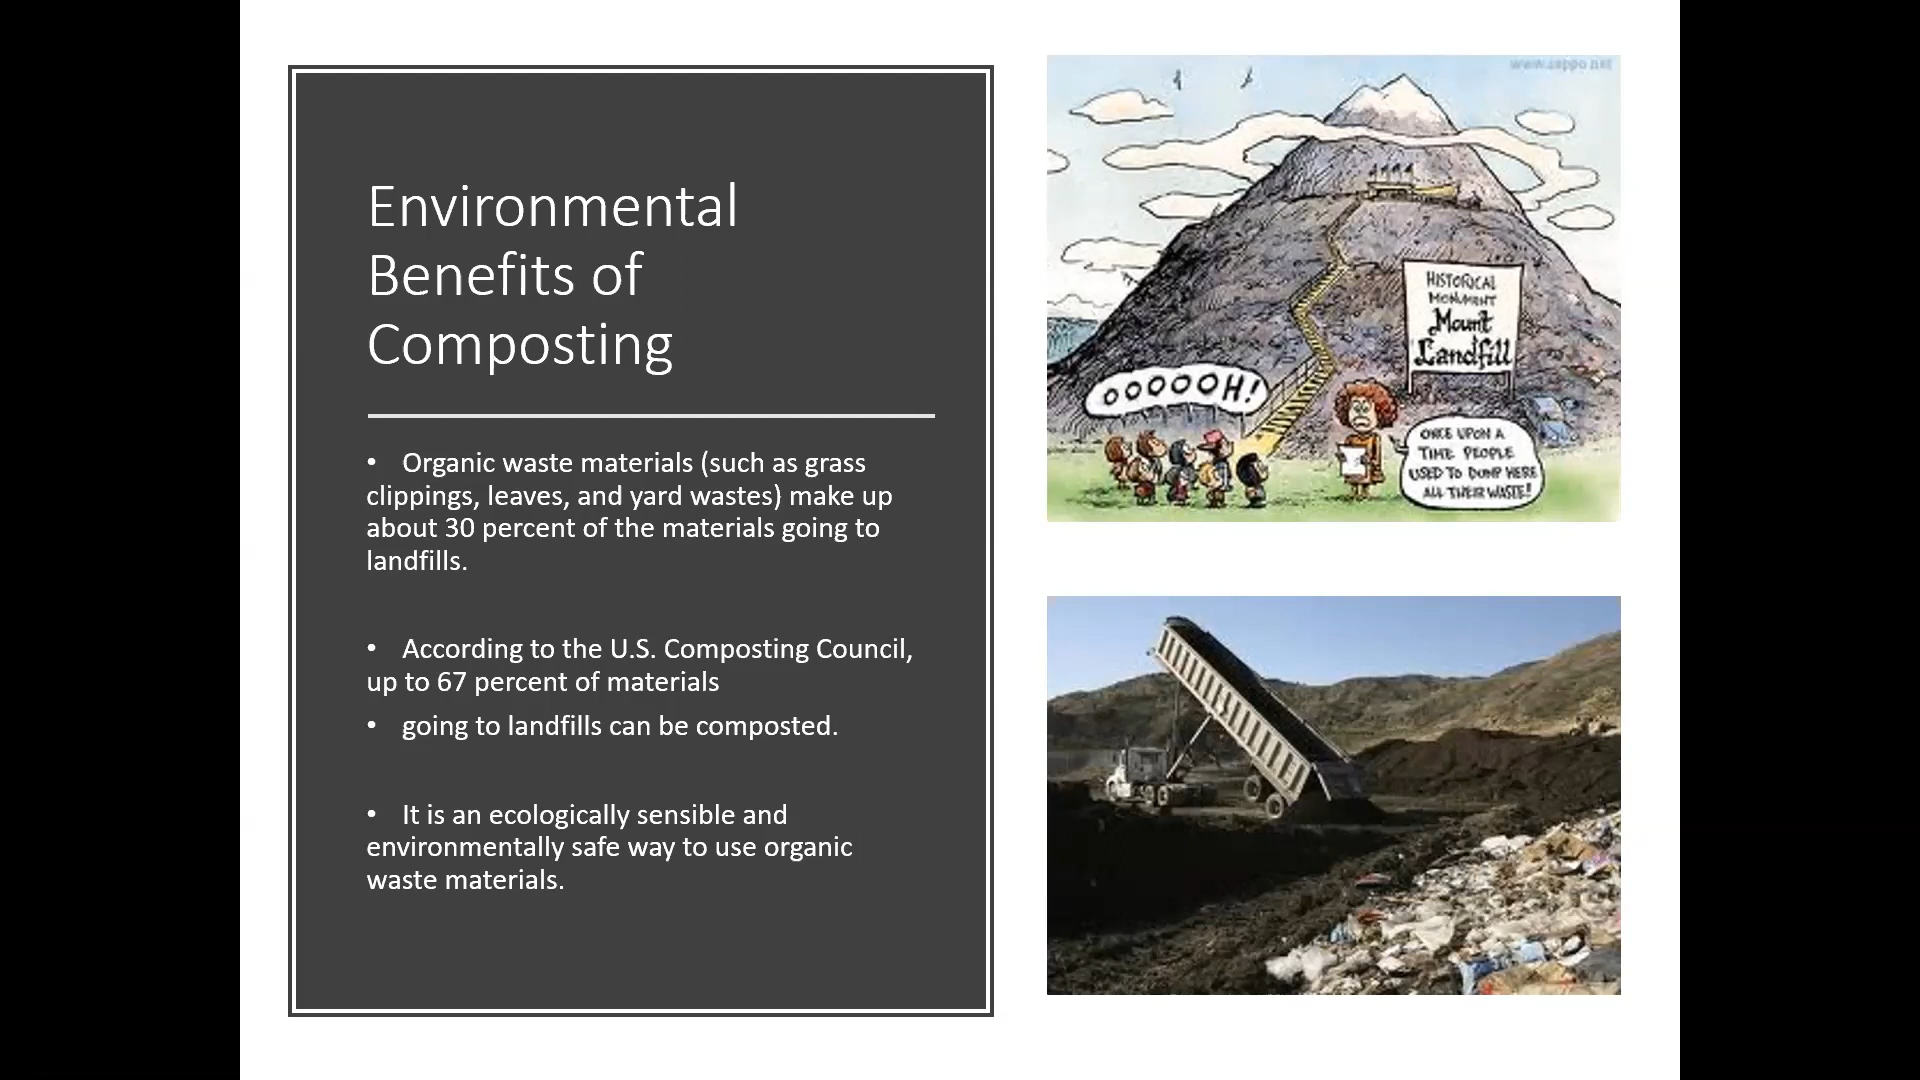 Environmental
Benefits of
Composting
• Organic waste materials (such as grass
clippings, leaves, and yard wastes) make up
about 30 percent of the materials going to
landfills.
• According to the U.S. Composting Council,
up to 67 percent of materials
• going to landfills can be composted.
• It is an ecologically sensible and
environmentally safe way to use organic
waste materials.
www.seppo.net
HISTORICAL
MONUMENT
Mount
Landfill
OOOOOH!
ONCE UPON A
TIME PEOPLE
USED TO DUMP HERE
ALL THEIR WASTE!